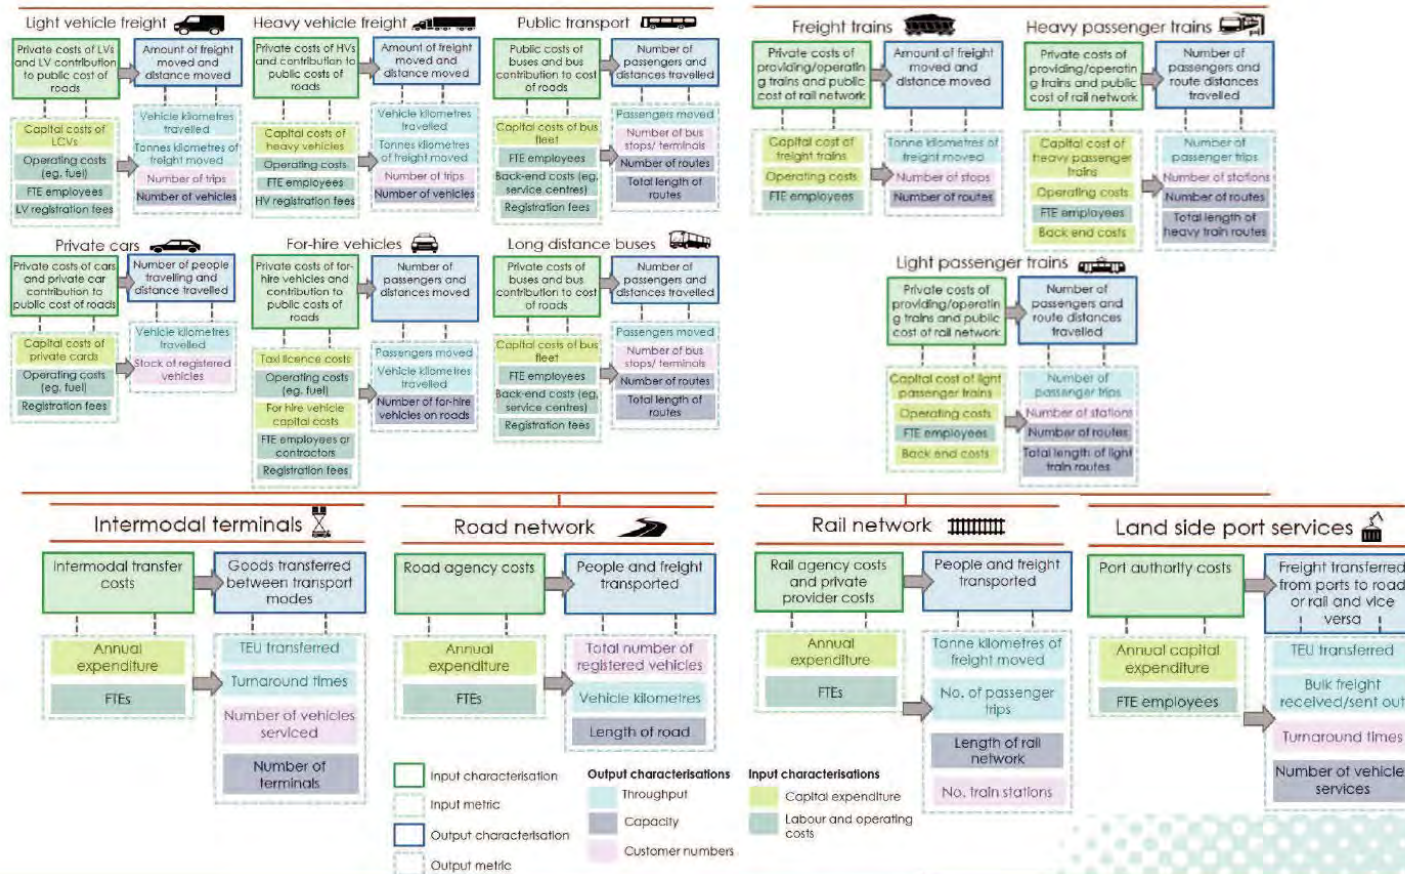 Light vehicle freight
Private costs of LVs
and LV contribution
to public cost of
roads
Amount of freight
moved and
distance moved
Capital costs of
LCVs
Operating costs
(eg. fuel)
FTE employees
LV registration fees
Vehicle kilometres
travelled
Tonnes kilometres of
freight moved
Number of trips
Number of vehicles
Heavy vehicle freight
Private costs of HVs
and contribution to
public costs of
roads
Amount of freight
moved and
distance moved
Capital costs of
heavy vehicles
Operating costs
FTE employees
HV registration fees
Vehicle kilometres
travelled
Tonnes kilometres
of freight moved
Number of trips
Number of vehicles
Public transport
Public costs of
buses and bus
contribution to cost
of roads
Number of
passengers and
distances travelled
Capital costs of bus
fleet
FTE employees
Back-end costs (eg.
service centres)
Registration fees
Passengers moved
Number of bus
stops/ terminals
Number of routes
Total length of
routes
Freight trains
Private costs of
providing/operatin
g trains and public
cost of rail network
Amount of freight
moved and
distance moved
Capital cost of
freight trains
Operating costs
FTE employees
Tonne kilometres of
freight moved
Number of stops
Number of routes
Heavy passenger trains
Private costs of
providing/operatin
g trains and public
cost of rail network
Number of
passengers and
route distances
travelled
Capital cost of
heavy passenger
trains
Operating costs
FTE employees
Back end costs
Number of
passenger trips
Number of stations
Number of routes
Total length of
heavy train routes
Private cars
Private costs of cars
and private car
contribution to
public cost of roads
Number of people
travelling and
distance travelled
Capital costs of
private cards
Operating costs
(eg. fuel)
Registration fees
Vehicle kilometres
travelled
Stock of registered
vehicles
For-hire vehicles
Private costs of for-
hire vehicles and
contribution to
public costs of
roads
Number of
passengers and
distances moved
Taxi licence costs
Operating costs
(eg. fuel)
For hire vehicle
capital costs
FTE employees or
contractors
Registration fees
Passengers moved
Vehicle kilometres
travelled
Number of for-hire
vehicles on roads
Long distance buses
Private costs of
buses and bus
contribution to cost
of roads
Number of
passengers and
distances travelled
Capital costs of bus
fleet
FTE employees
Back-end costs (eg.
service centres)
Registration fees
Passengers moved
Number of bus
stops/ terminals
Number of routes
Total length of
routes
Light passenger trains
Private costs of
providing/operatin
g trains and public
cost of rail network
Number of
passengers and
route distances
travelled
Capital cost of light
passenger trains
Operating costs
FTE employees
Back end costs
Number of
passenger trips
Number of stations
Number of routes
Total length of light
train routes
Intermodal terminals
Intermodal transfer
costs
Goods transferred
between transport
modes
Annual
expenditure
FTEs
TEU transferred
Turnaround times
Number of vehicles
serviced
Number of
terminals
Road network
Road agency costs
People and freight
transported
Annual
expenditure
FTEs
Total number of
registered vehicles
Vehicle kilometres
Length of road
Rail network
Rail agency costs
and private
provider costs
People and freight
transported
Annual
expenditure
FTEs
Tonne kilometres of
freight moved
No. of passenger
trips
Length of rail
network
No. train stations
Land side port services
Port authority costs
Freight transferred
from ports to road
or rail and vice
versa
Annual capital
expenditure
FTE employees
TEU transferred
Bulk freight
received/sent out
Turnaround times
Number of vehicle
services
Input characterisation
Input metric
Output characterisation
Output metric
Output characterisations
Throughput
Capacity
Customer numbers
Input characterisations
Capital expenditure
Labour and operating
costs